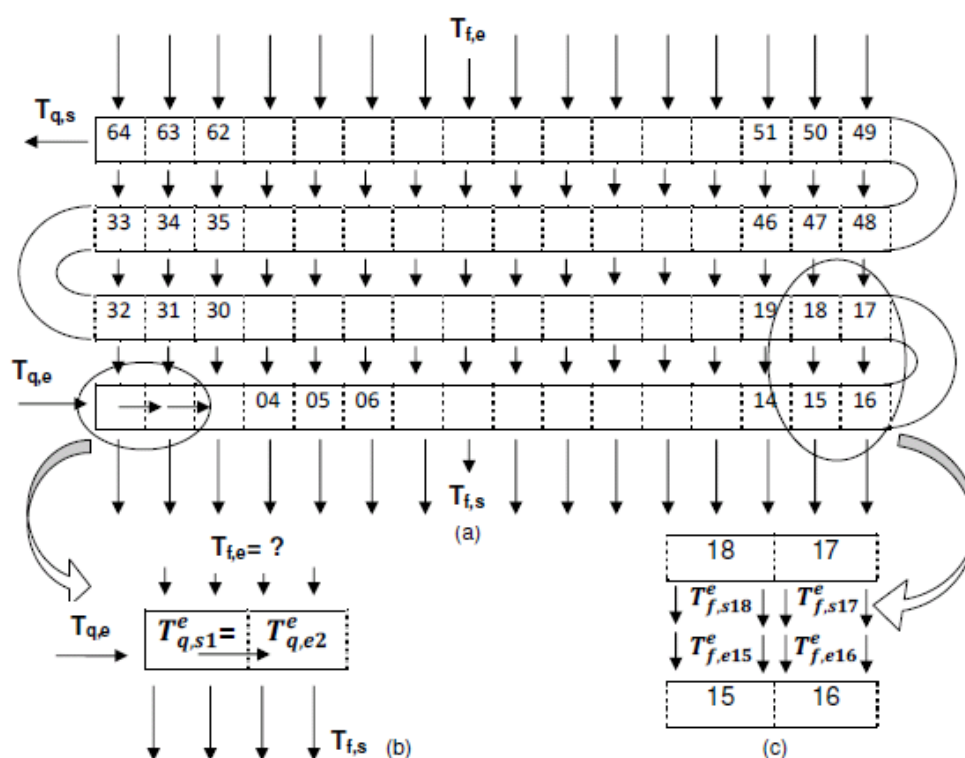 T_{f,e}
T_{q,s}
64 63 62 51 50 49
33 34 35 46 47 48
32 31 30 19 18 17
T_{q,e}
04 05 06 14 15 16
T_{f,s}
(a)
T_{f,e}= ?
18 17
T^e_{f,s18} T^e_{f,s17}
T_{q,e}
T^e_{q,s1}= T^e_{q,e2}
T^e_{f,e15} T^e_{f,e16}
15 16
T_{f,s} (b) (c)